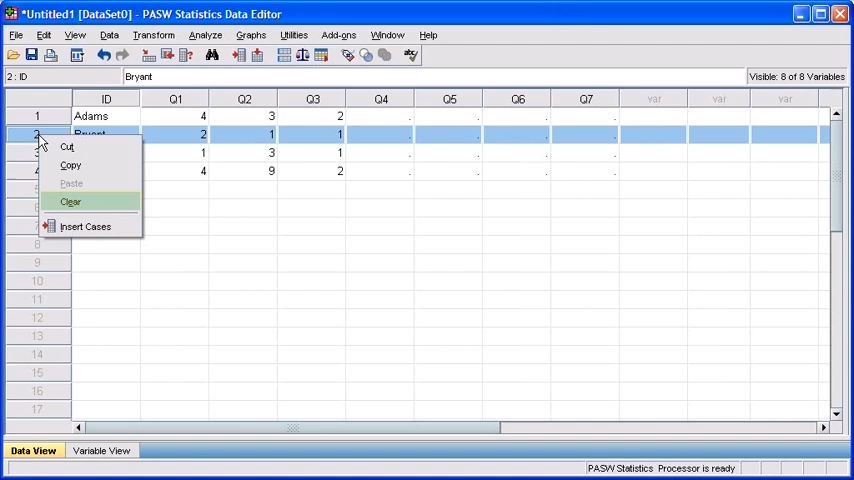 *Untitled1 [DataSet0] - PASW Statistics Data Editor
File Edit View Data Transform Analyze Graphs Utilities Add-ons Window Help
2 : ID Bryant Visible: 8 of 8 Variables
ID Q1 Q2 Q3 Q4 Q5 Q6 Q7 var var var
1 Adams 4 3 2 . . . .
2 Bryant 2 1 1 . . . .
3 1 3 1 . . . .
4 4 9 2 . . . .
Cut
Copy
Paste
Clear
Insert Cases
8
9
10
11
12
13
14
15
16
17
Data View Variable View
PASW Statistics Processor is ready